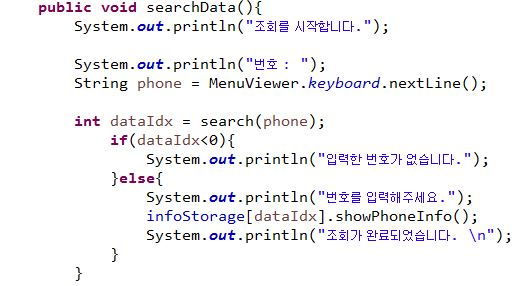 public void searchData(){
System.out.println("조회를 시작합니다.");
System.out.println("번호 : ");
String phone = MenuViewer.keyboard.nextLine();
int dataIdx = search(phone);
if(dataIdx<0){
System.out.println("입력한 번호가 없습니다.");
}else{
System.out.println("번호를 입력해주세요.");
infoStorage[dataIdx].showPhoneInfo();
System.out.println("조회가 완료되었습니다. \n");
}
}